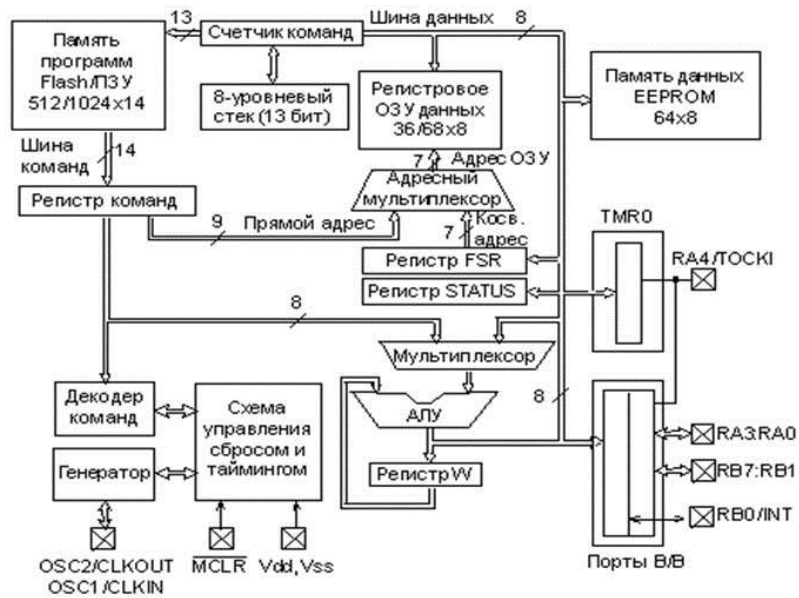 Память
программ
Flash/ПЗУ
512/1024x14
13
Счетчик команд
Шина данных
8
8-уровневый
стек (13 бит)
Регистровое
ОЗУ данных
36/68x8
Память данных
EEPROM
64x8
Шина
команд
14
7
Адрес ОЗУ
Адресный
мультиплексор
Регистр команд
9
Прямой адрес
7
Косв.
адрес
Регистр FSR
Регистр STATUS
TMR0
RA4/TOCKI
8
Мультиплексор
АЛУ
8
Регистр W
Декодер
команд
Генератор
Схема
управления
сбросом и
таймингом
RA3:RA0
RB7:RB1
RB0/INT
OSC2/CLKOUT
OSC1/CLKIN
MCLR
Vdd,Vss
Порты В/В